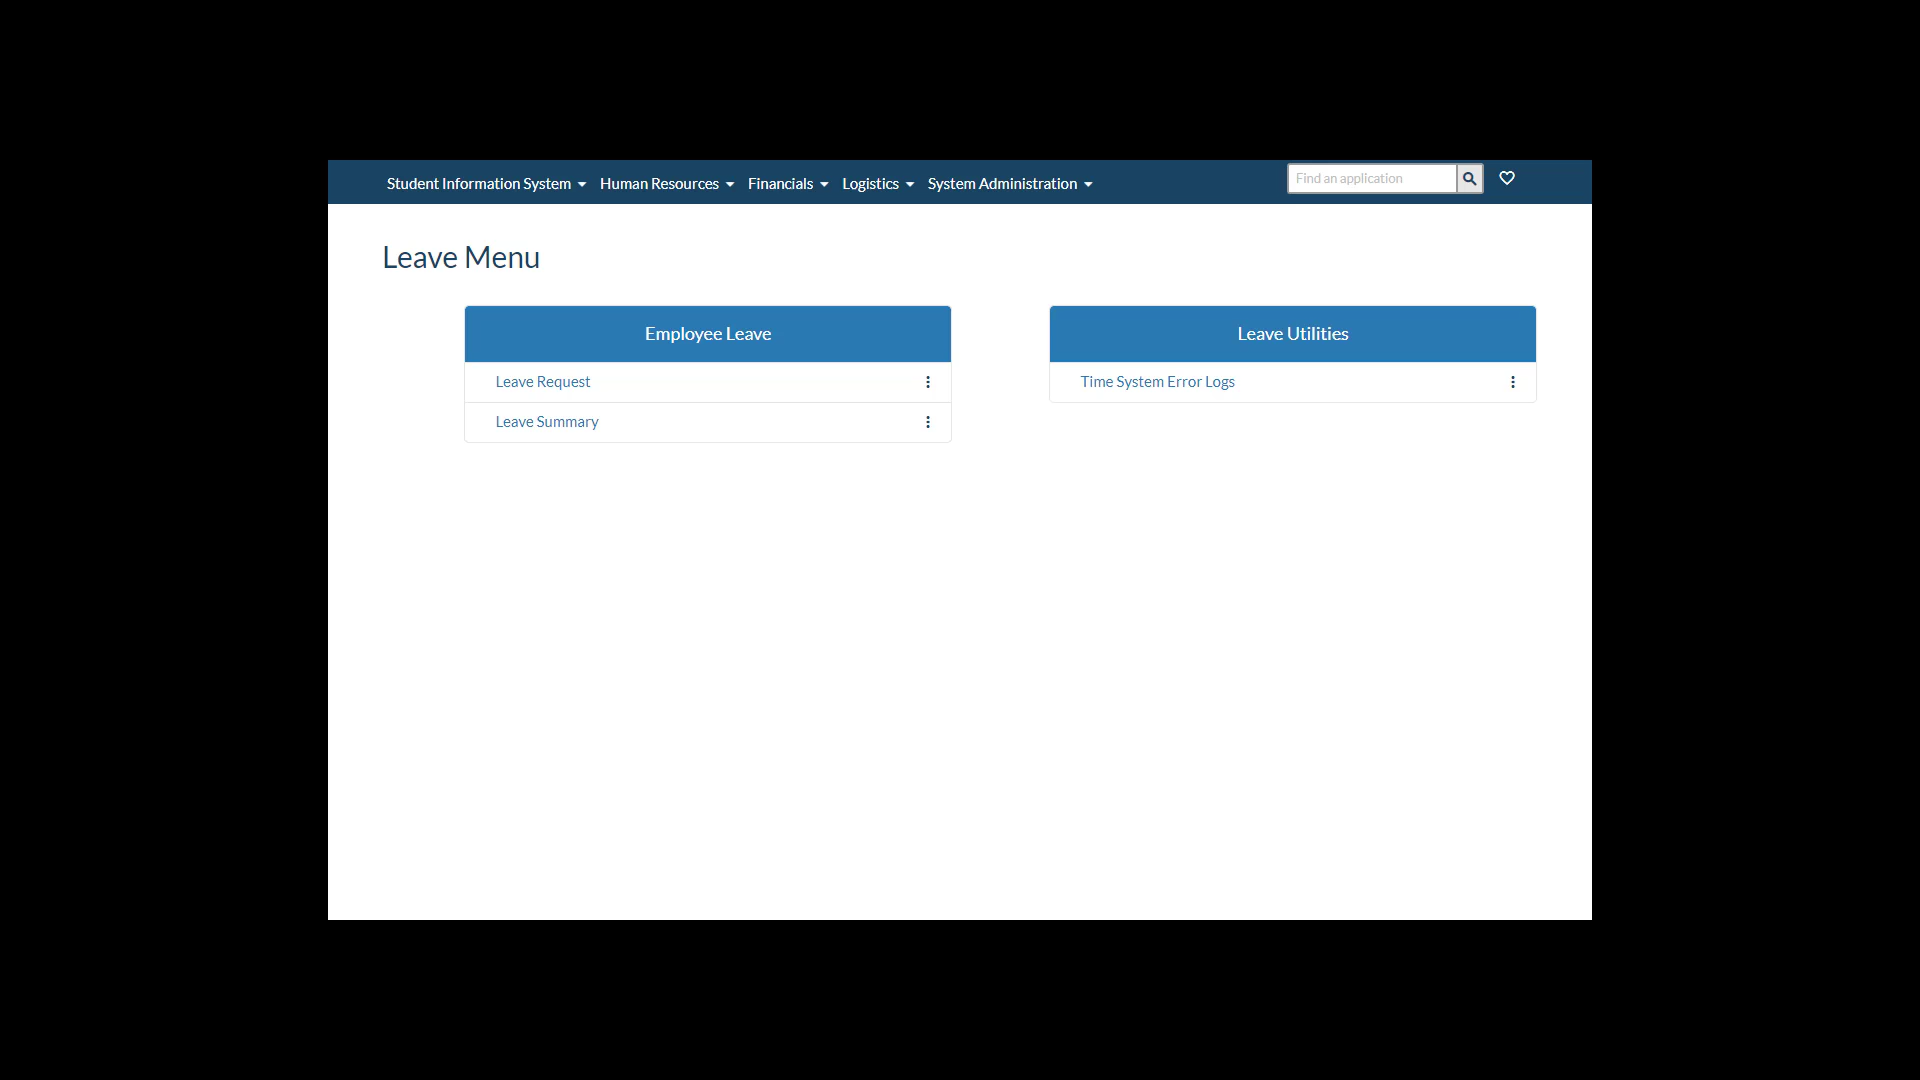 Student Information System Human Resources Financials Logistics System Administration Find an application
Leave Menu
Employee Leave
Leave Request
Leave Summary
Leave Utilities
Time System Error Logs